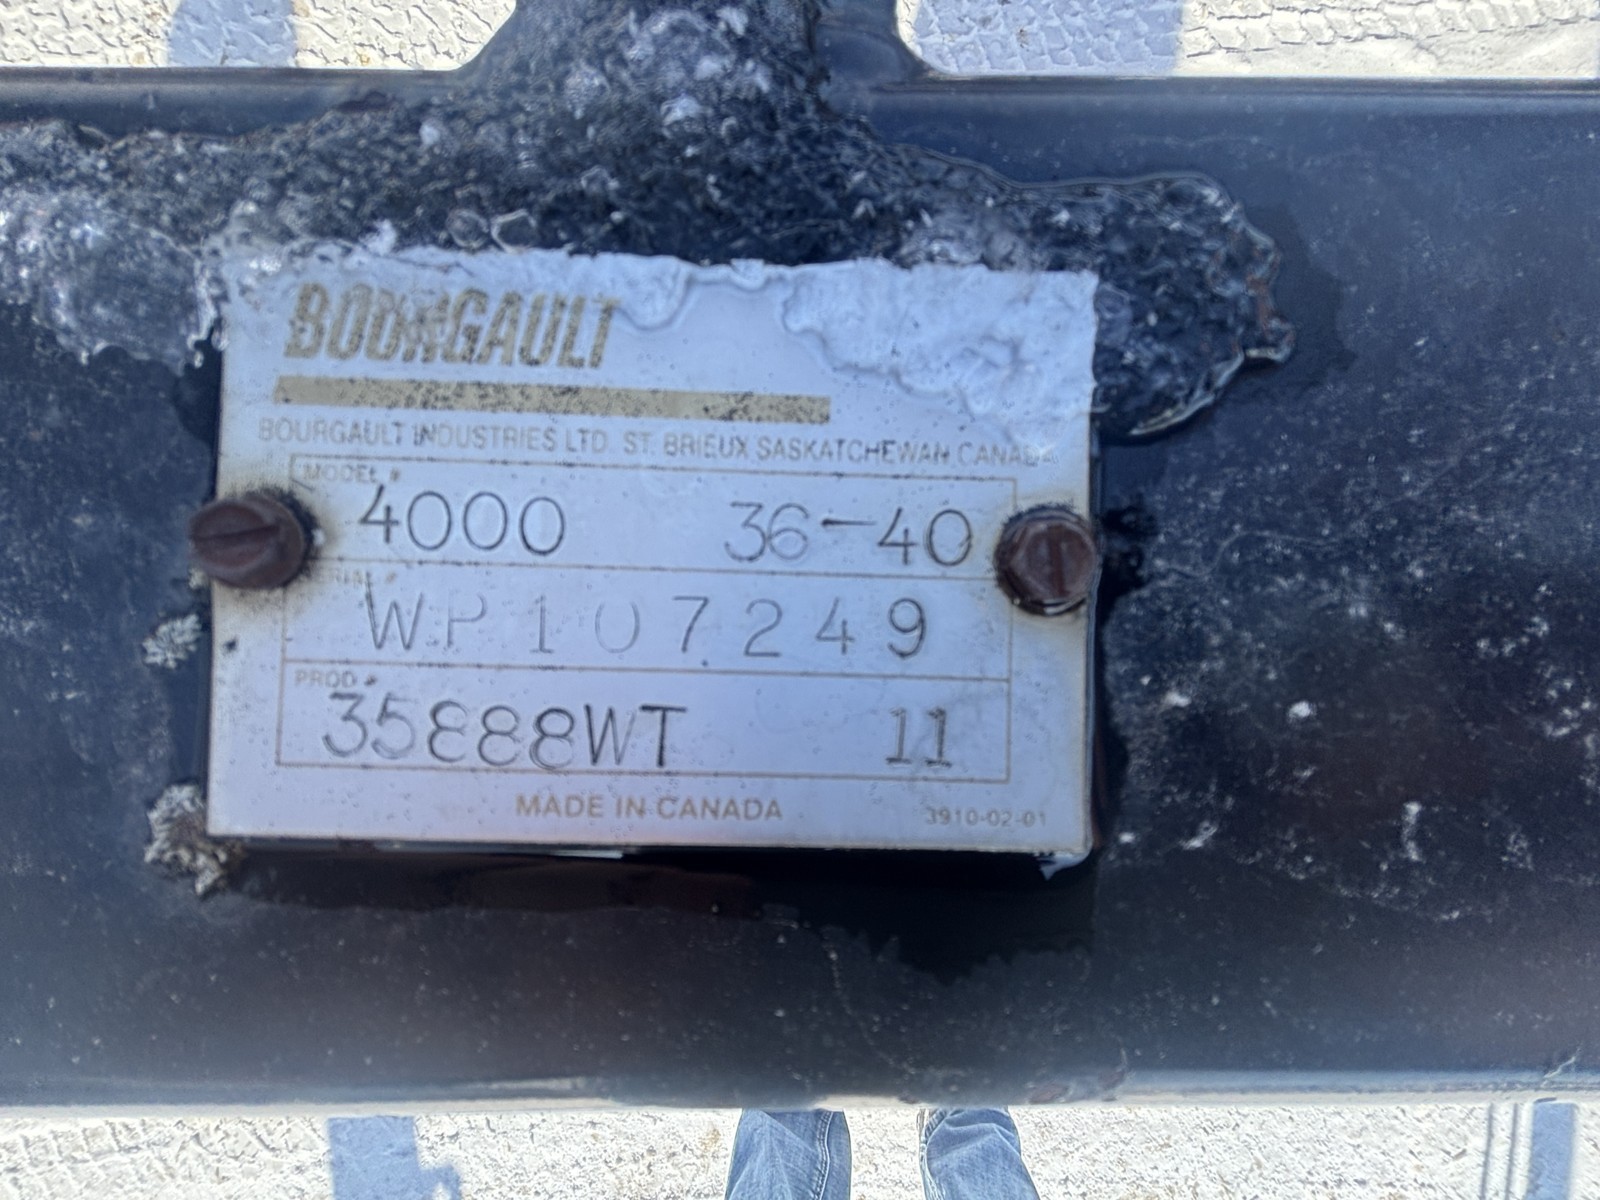 BOURGAULT
BOURGAULT INDUSTRIES LTD. ST. BRIEUX SASKATCHEWAN, CANADA
MODEL #
4000 36-40
SERIAL #
WP107249
PROD #
35888WT 11
MADE IN CANADA 3910-02-01